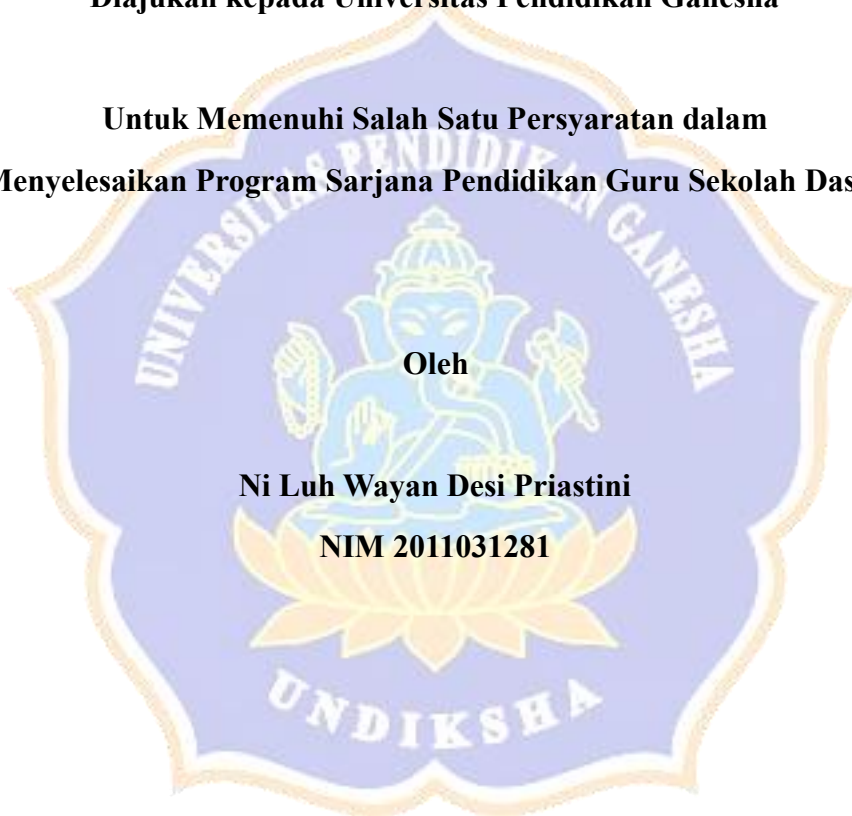 Diajukan kepada Universitas Pendidikan Ganesha
Untuk Memenuhi Salah Satu Persyaratan dalam
Menyelesaikan Program Sarjana Pendidikan Guru Sekolah Das
UNIVERSITAS PENDIDIKAN GANESHA
Oleh
Ni Luh Wayan Desi Priastini
NIM 2011031281
UNDIKSHA